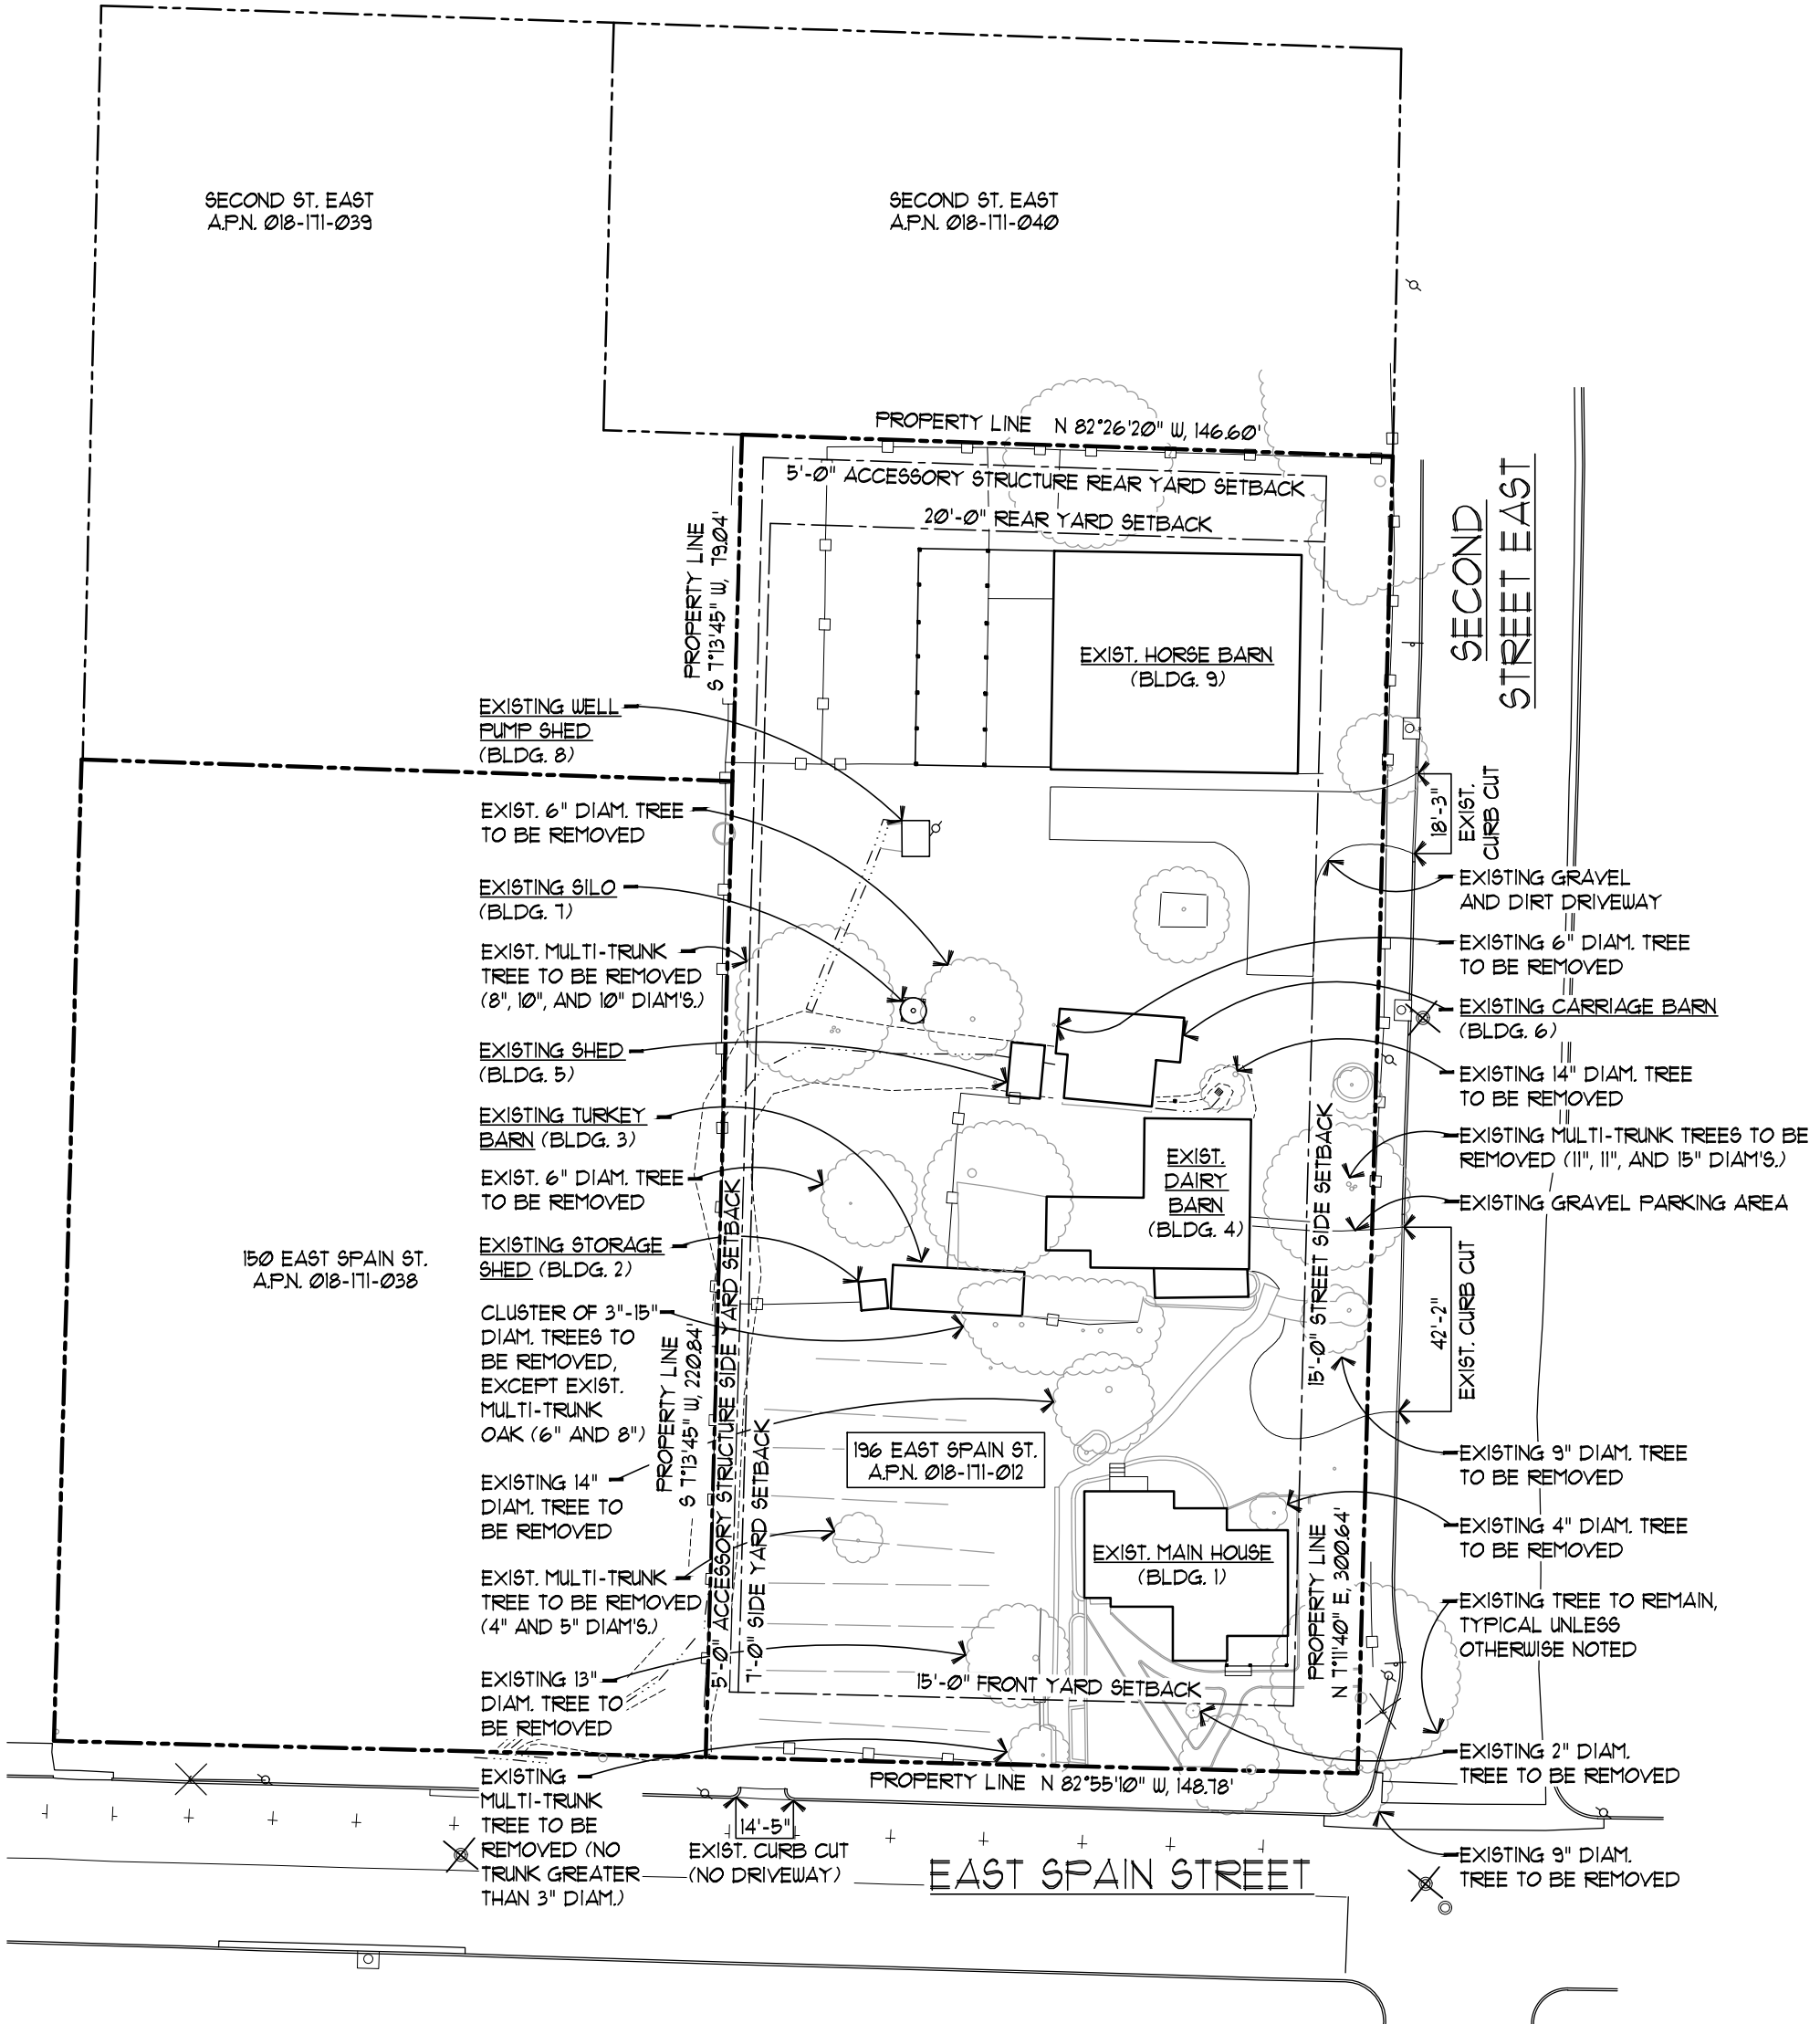 SECOND ST. EAST
A.P.N. 018-171-039
SECOND ST. EAST
A.P.N. 018-171-040
PROPERTY LINE N 82°26'20" W, 146.60'
5'-0" ACCESSORY STRUCTURE REAR YARD SETBACK
20'-0" REAR YARD SETBACK
PROPERTY LINE
S 7°13'45" W, 79.04'
SECOND
STREET EAST
EXIST. HORSE BARN
(BLDG. 9)
EXISTING WELL
PUMP SHED
(BLDG. 8)
EXIST. 6" DIAM. TREE
TO BE REMOVED
EXISTING SILO
(BLDG. 7)
EXIST. MULTI-TRUNK
TREE TO BE REMOVED
(8", 10", AND 10" DIAM'S.)
EXISTING SHED
(BLDG. 5)
EXISTING TURKEY
BARN (BLDG. 3)
EXIST. 6" DIAM. TREE
TO BE REMOVED
EXISTING STORAGE
SHED (BLDG. 2)
CLUSTER OF 3"-15"
DIAM. TREES TO
BE REMOVED,
EXCEPT EXIST.
MULTI-TRUNK
OAK (6" AND 8")
EXISTING 14"
DIAM. TREE TO
BE REMOVED
EXIST. MULTI-TRUNK
TREE TO BE REMOVED
(4" AND 5" DIAM'S.)
EXISTING 13"
DIAM. TREE TO
BE REMOVED
EXISTING
MULTI-TRUNK
TREE TO BE
REMOVED (NO
TRUNK GREATER
THAN 3" DIAM.)
150 EAST SPAIN ST.
A.P.N. 018-171-038
PROPERTY LINE
S 7°13'45" W, 220.84'
5'-0" ACCESSORY STRUCTURE SIDE YARD SETBACK
7'-0" SIDE YARD SETBACK
EXIST.
DAIRY
BARN
(BLDG. 4)
196 EAST SPAIN ST.
A.P.N. 018-171-012
EXIST. MAIN HOUSE
(BLDG. 1)
15'-0" STREET SIDE SETBACK
PROPERTY LINE
N 7°11'40" E, 300.64'
15'-0" FRONT YARD SETBACK
PROPERTY LINE N 82°55'10" W, 148.78'
18'-3"
EXIST.
CURB CUT
EXISTING GRAVEL
AND DIRT DRIVEWAY
EXISTING 6" DIAM. TREE
TO BE REMOVED
EXISTING CARRIAGE BARN
(BLDG. 6)
EXISTING 14" DIAM. TREE
TO BE REMOVED
EXISTING MULTI-TRUNK TREES TO BE
REMOVED (11", 11", AND 15" DIAM'S.)
EXISTING GRAVEL PARKING AREA
42'-2"
EXIST. CURB CUT
EXISTING 9" DIAM. TREE
TO BE REMOVED
EXISTING 4" DIAM. TREE
TO BE REMOVED
EXISTING TREE TO REMAIN,
TYPICAL UNLESS
OTHERWISE NOTED
EXISTING 2" DIAM.
TREE TO BE REMOVED
EXISTING 9" DIAM.
TREE TO BE REMOVED
14'-5"
EXIST. CURB CUT
(NO DRIVEWAY)
EAST SPAIN STREET